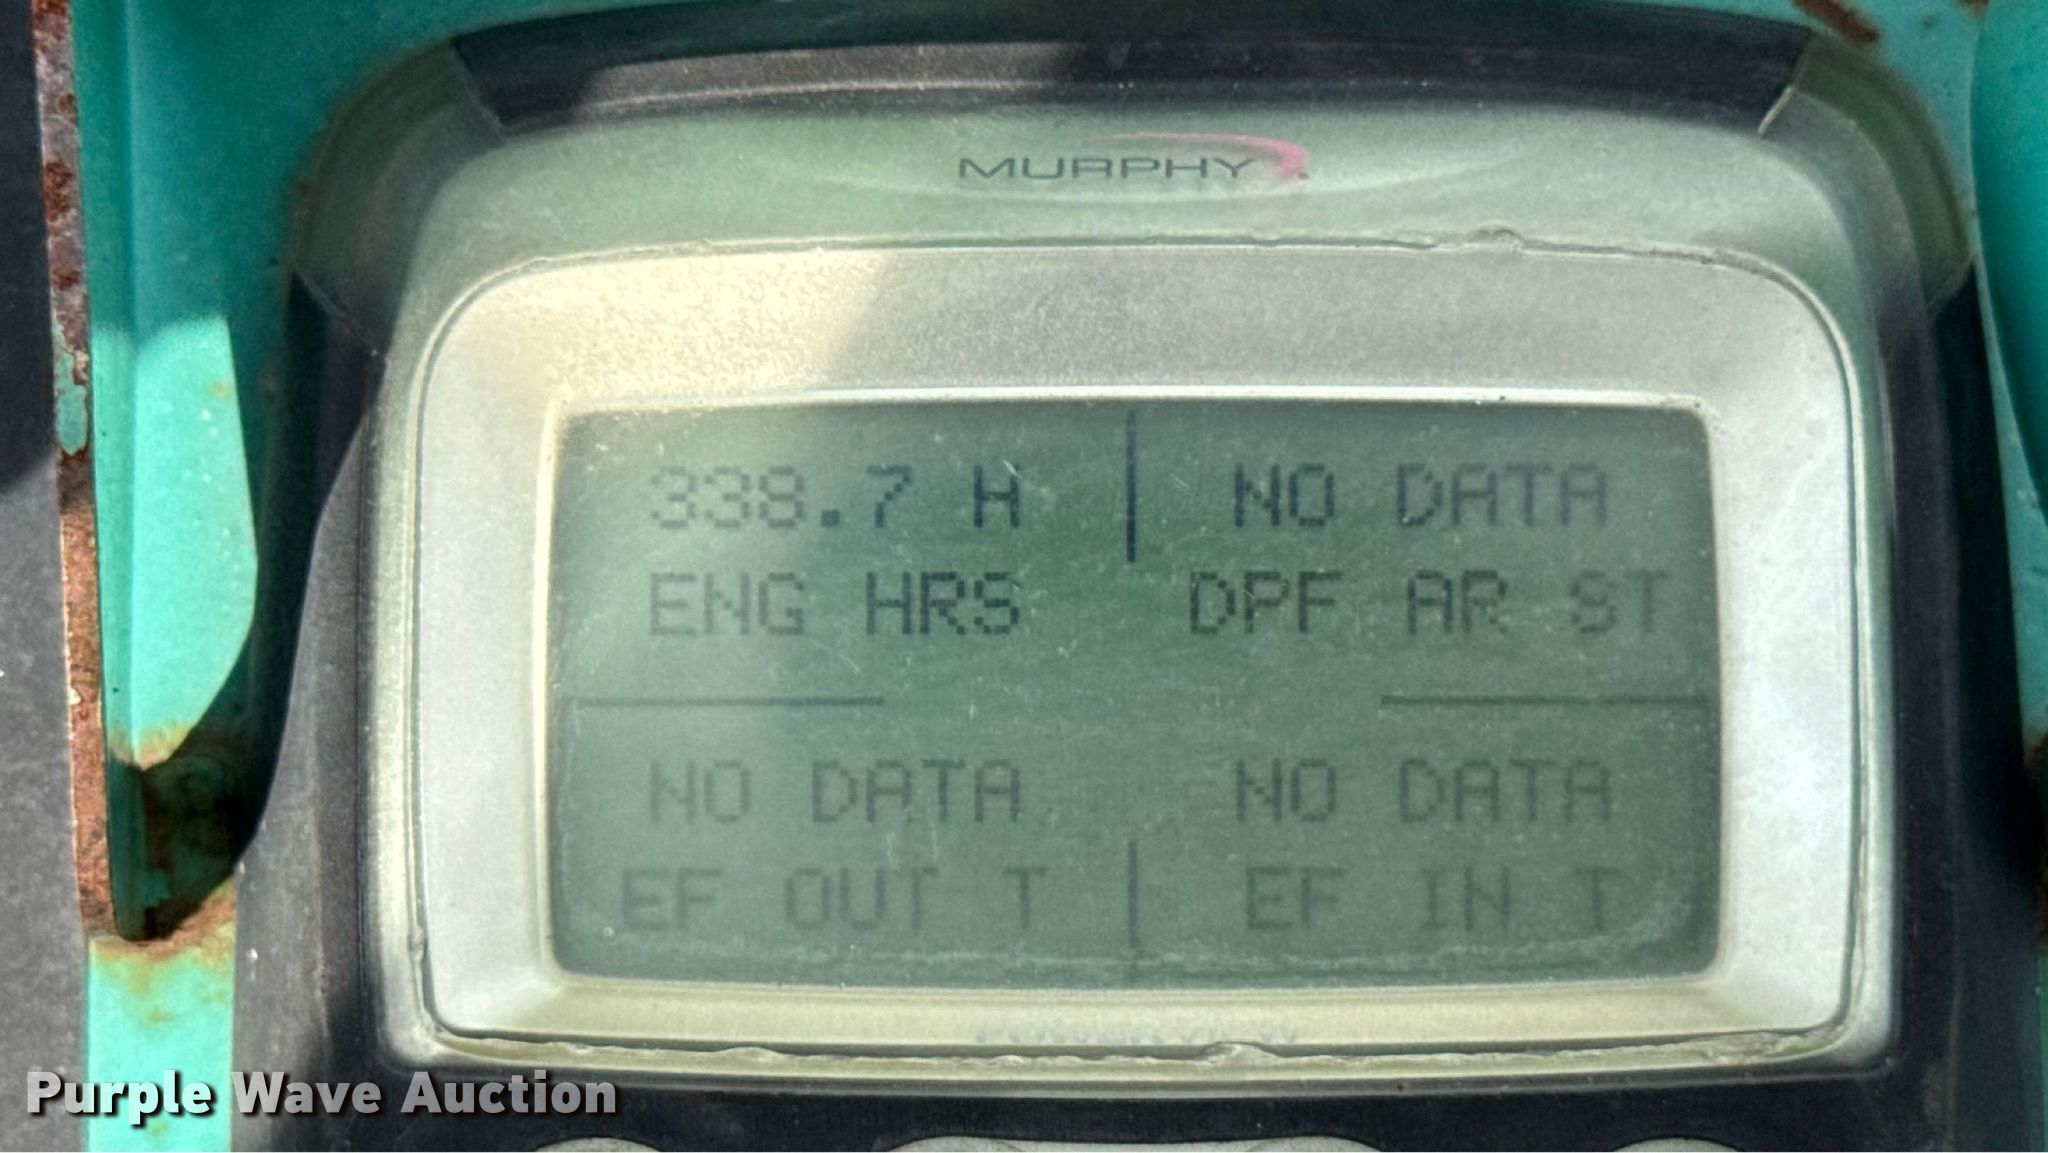 MURPHY
338.7 H
NO DATA
ENG HRS
DPF AR ST
NO DATA
NO DATA
EF OUT T
EF IN T
Purple Wave Auction